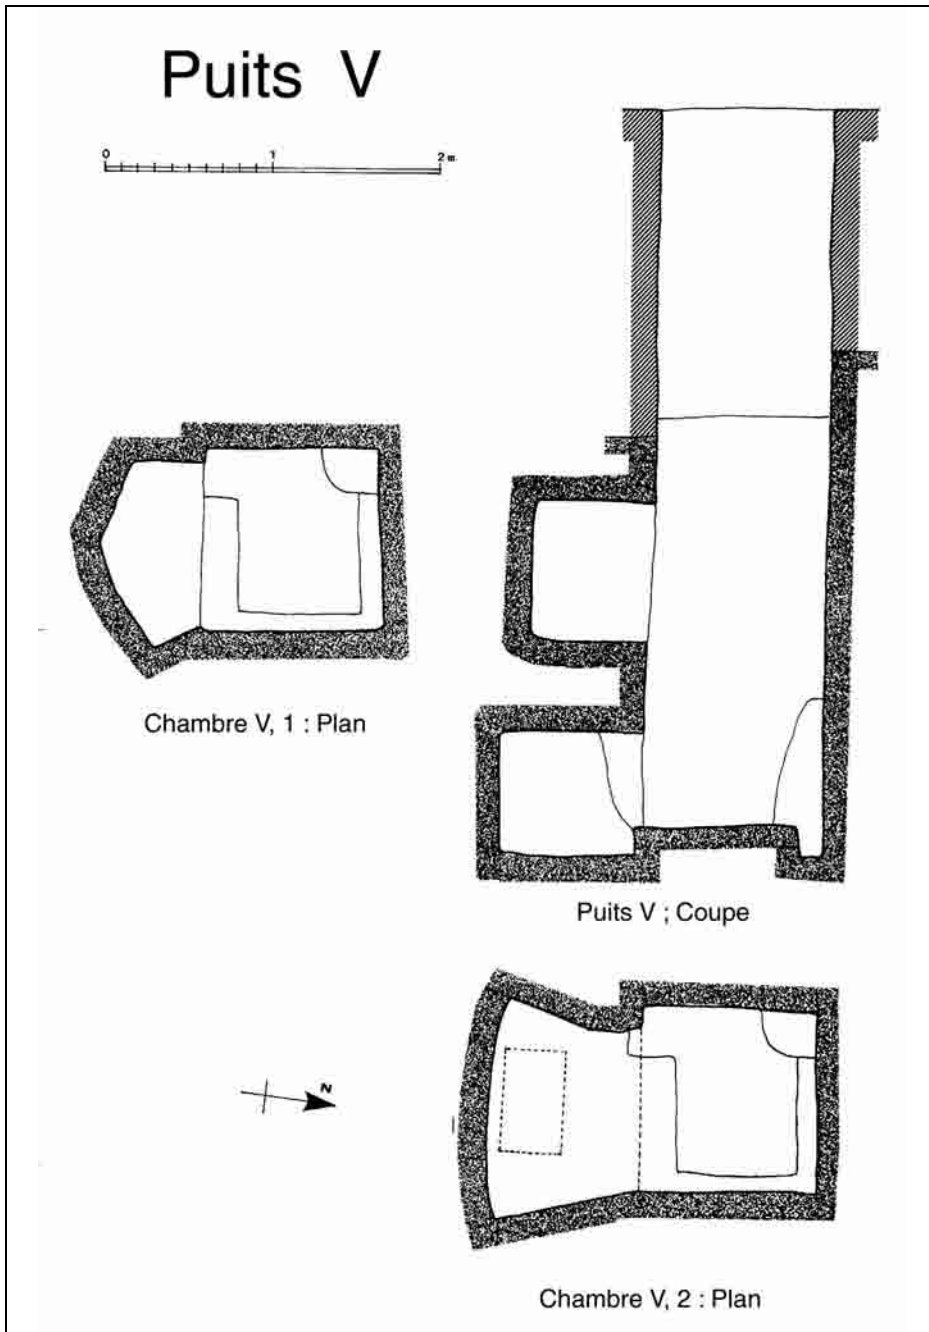 Puits V
0 1 2 m.
Chambre V, 1 : Plan
Puits V ; Coupe
N
Chambre V, 2 : Plan